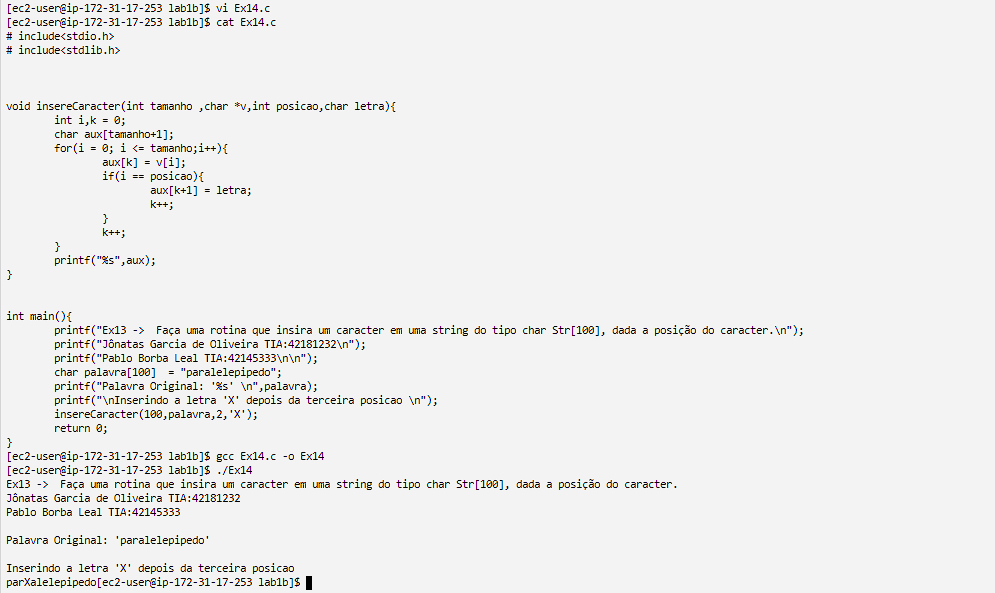 [ec2-user@ip-172-31-17-253 lab1b]$ vi Ex14.c
[ec2-user@ip-172-31-17-253 lab1b]$ cat Ex14.c
# include<stdio.h>
# include<stdlib.h>
void insereCaracter(int tamanho ,char *v,int posicao,char letra){
        int i,k = 0;
        char aux[tamanho+1];
        for(i = 0; i <= tamanho;i++){
                aux[k] = v[i];
                if(i == posicao){
                        aux[k+1] = letra;
                        k++;
                }
                k++;
        }
        printf("%s",aux);
}
int main(){
        printf("Ex13 ->  Faça uma rotina que insira um caracter em uma string do tipo char Str[100], dada a posição do caracter.\n");
        printf("Jônatas Garcia de Oliveira TIA:42181232\n");
        printf("Pablo Borba Leal TIA:42145333\n\n");
        char palavra[100]  = "paralelepipedo";
        printf("Palavra Original: '%s' \n",palavra);
        printf("\nInserindo a letra 'X' depois da terceira posicao \n");
        insereCaracter(100,palavra,2,'X');
        return 0;
}
[ec2-user@ip-172-31-17-253 lab1b]$ gcc Ex14.c -o Ex14
[ec2-user@ip-172-31-17-253 lab1b]$ ./Ex14
Ex13 ->  Faça uma rotina que insira um caracter em uma string do tipo char Str[100], dada a posição do caracter.
Jônatas Garcia de Oliveira TIA:42181232
Pablo Borba Leal TIA:42145333
Palavra Original: 'paralelepipedo'
Inserindo a letra 'X' depois da terceira posicao
parXalelepipedo[ec2-user@ip-172-31-17-253 lab1b]$